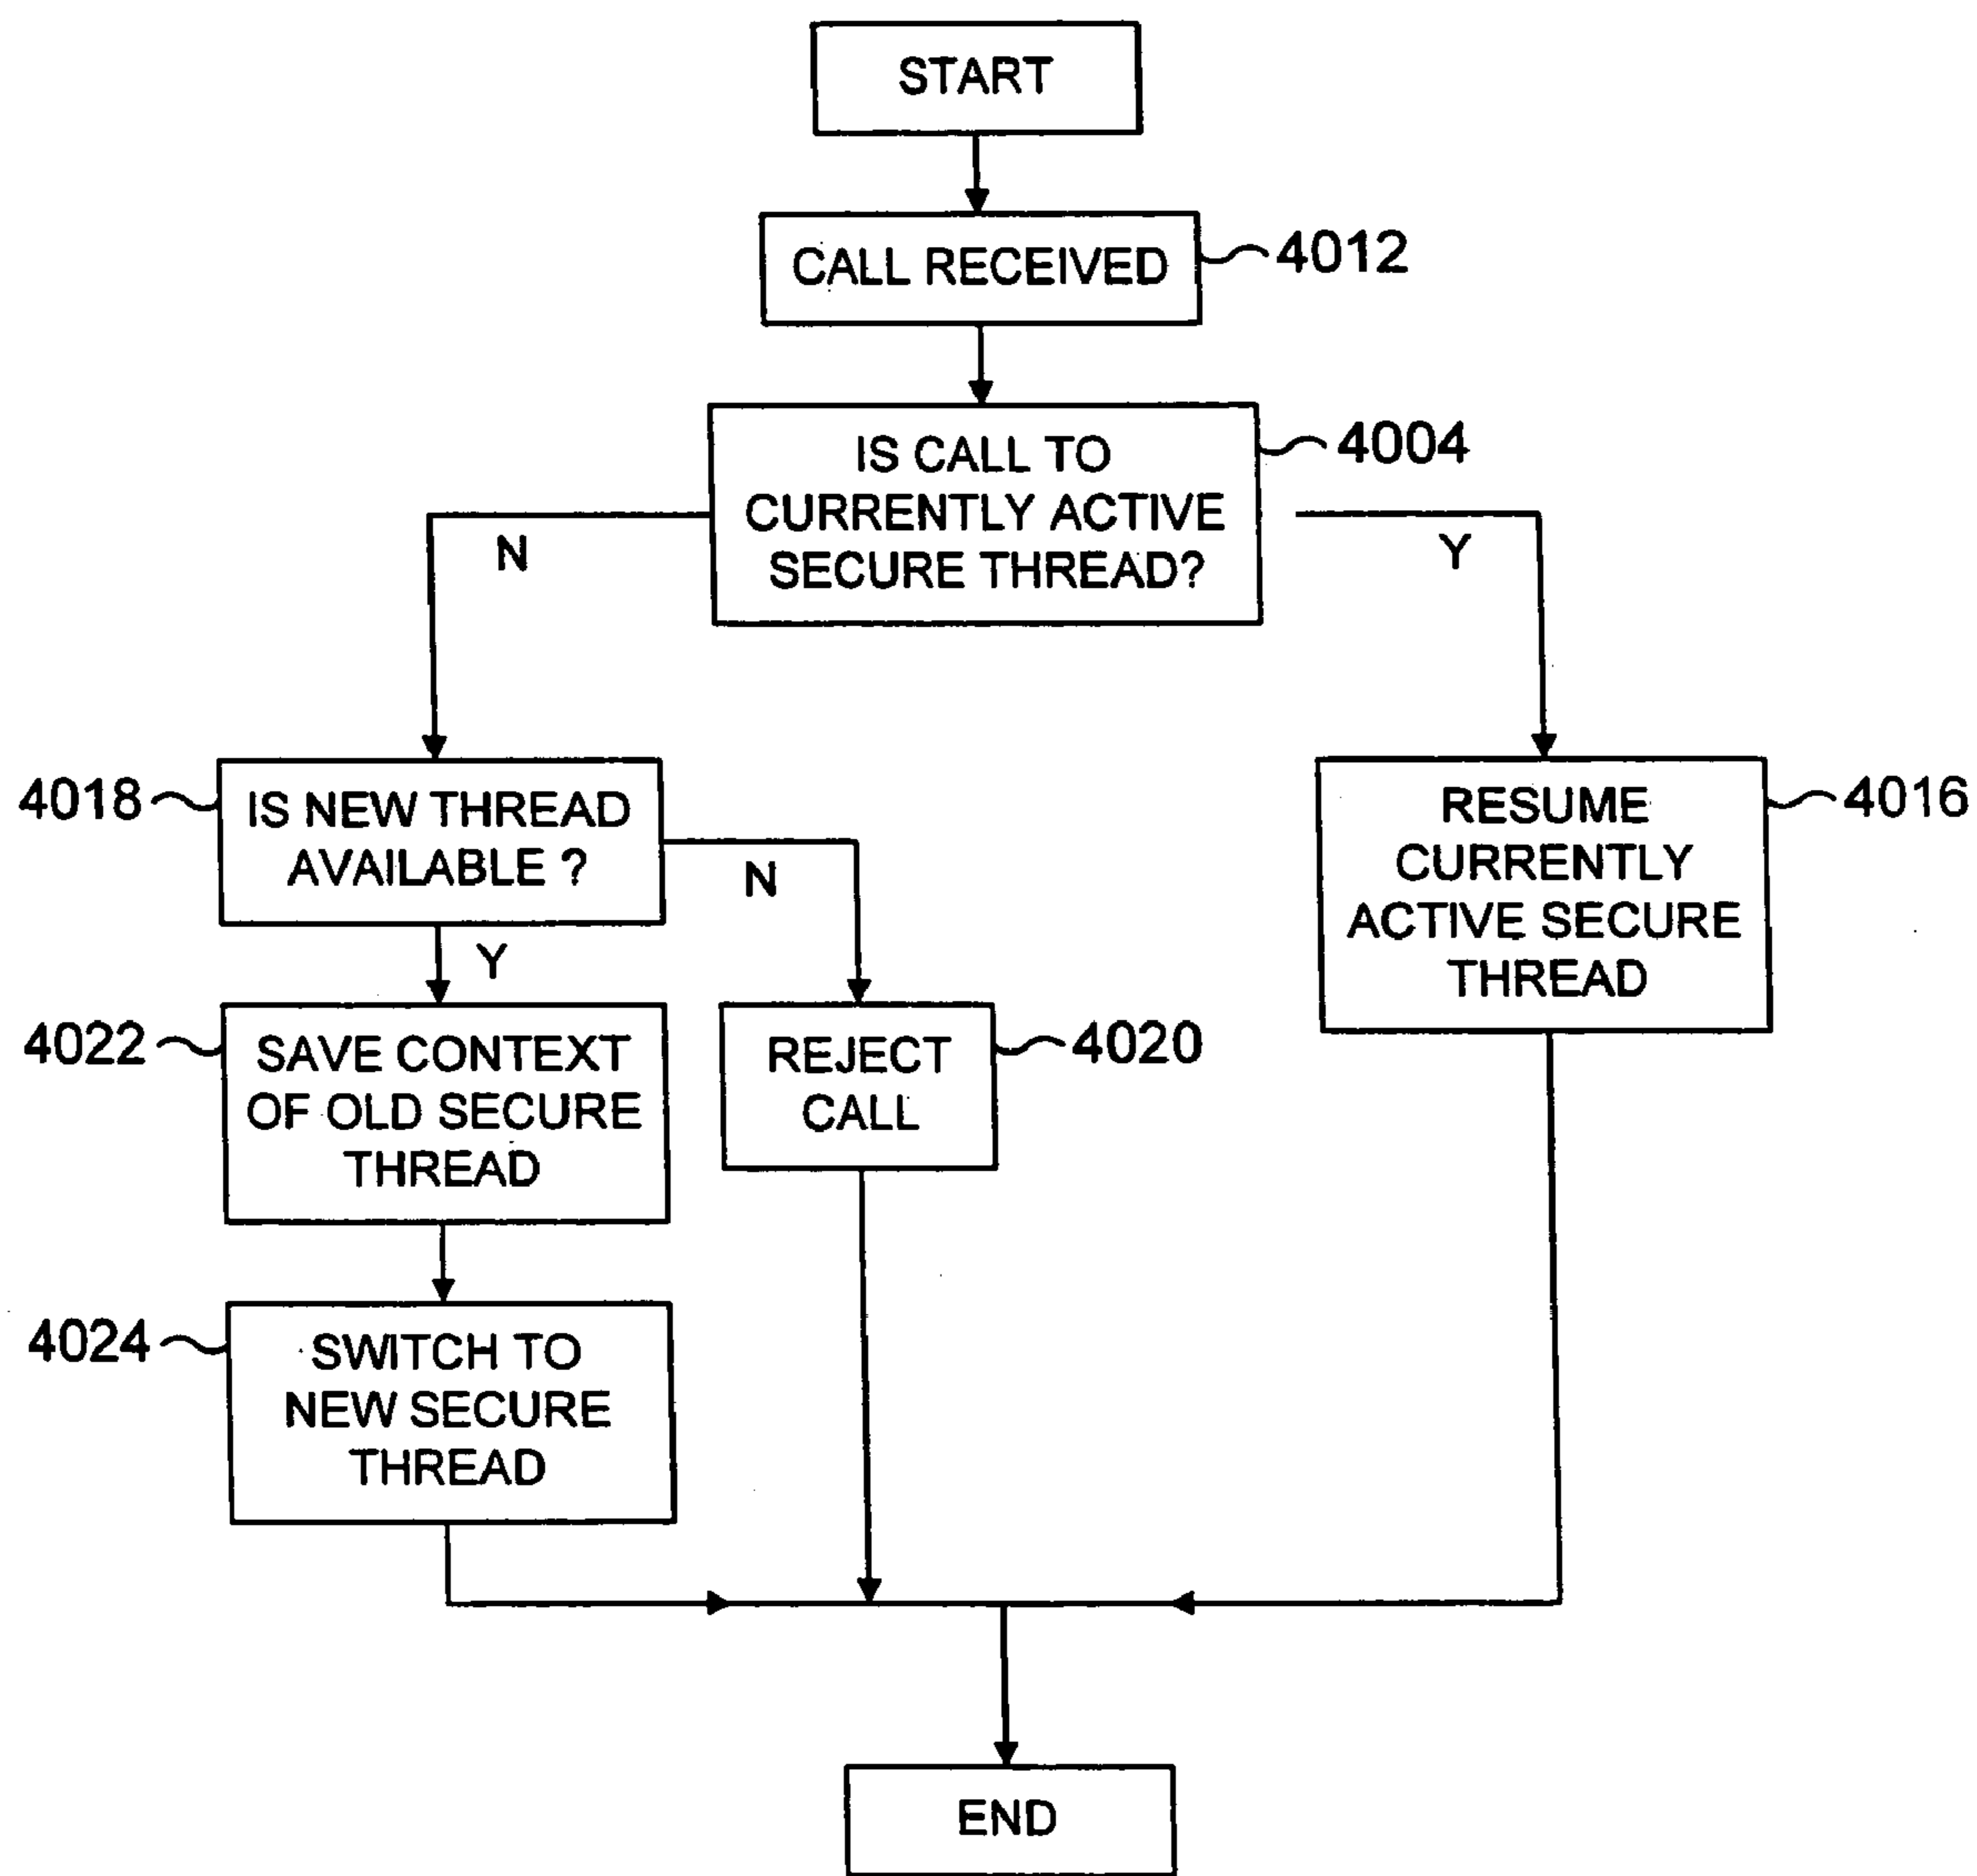 START
CALL RECEIVED
4012
IS CALL TO
CURRENTLY ACTIVE
SECURE THREAD?
4004
N
Y
4018
IS NEW THREAD
AVAILABLE ?
N
Y
RESUME
CURRENTLY
ACTIVE SECURE
THREAD
4016
4022
SAVE CONTEXT
OF OLD SECURE
THREAD
REJECT
CALL
4020
4024
SWITCH TO
NEW SECURE
THREAD
END